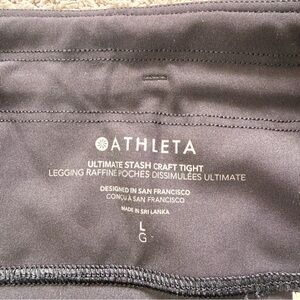 ATHLETA
ULTIMATE STASH CRAFT TIGHT
LEGGING RAFFINE POCHES DISSIMULÉES ULTIMATE
DESIGNED IN SAN FRANCISCO
CONÇU À SAN FRANCISCO
MADE IN SRI LANKA
L
G